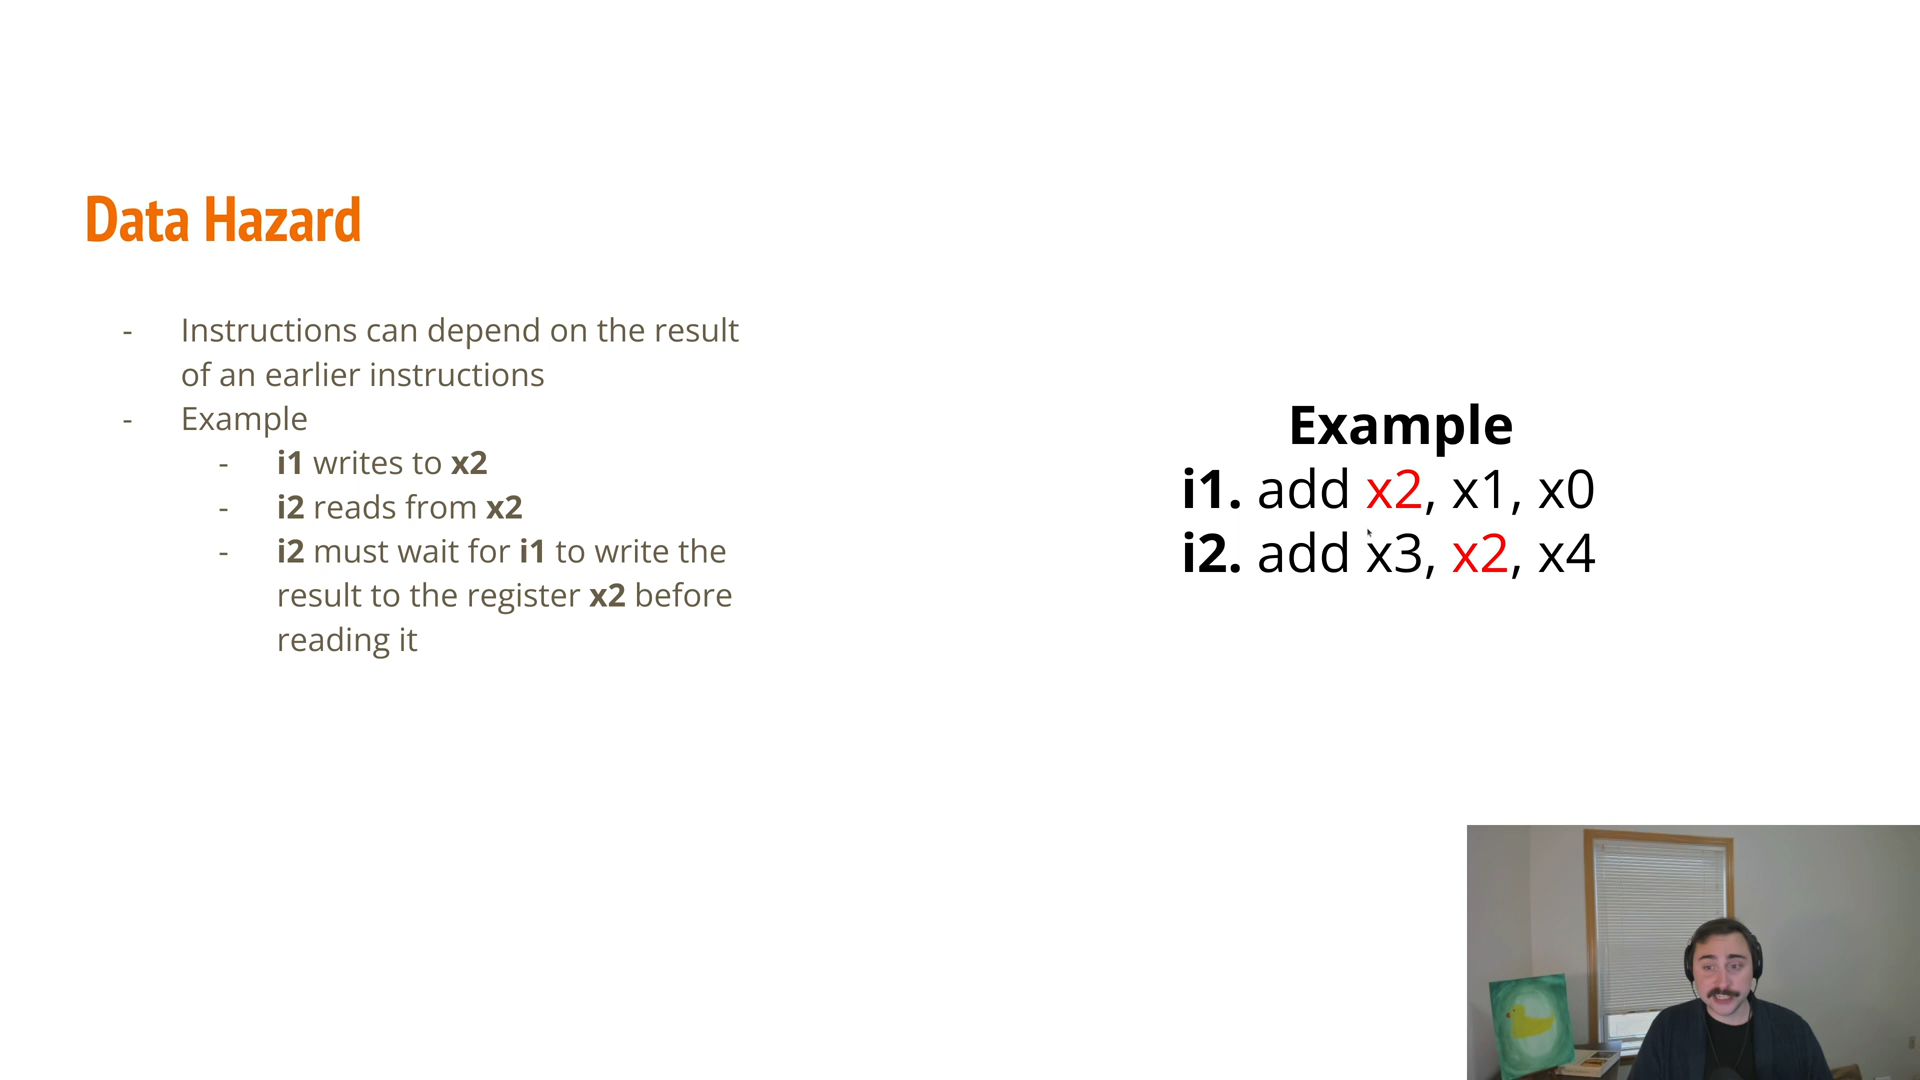 Data Hazard
- Instructions can depend on the result
of an earlier instructions
- Example
- i1 writes to x2
- i2 reads from x2
- i2 must wait for i1 to write the
result to the register x2 before
reading it
Example
i1. add x2, x1, x0
i2. add x3, x2, x4